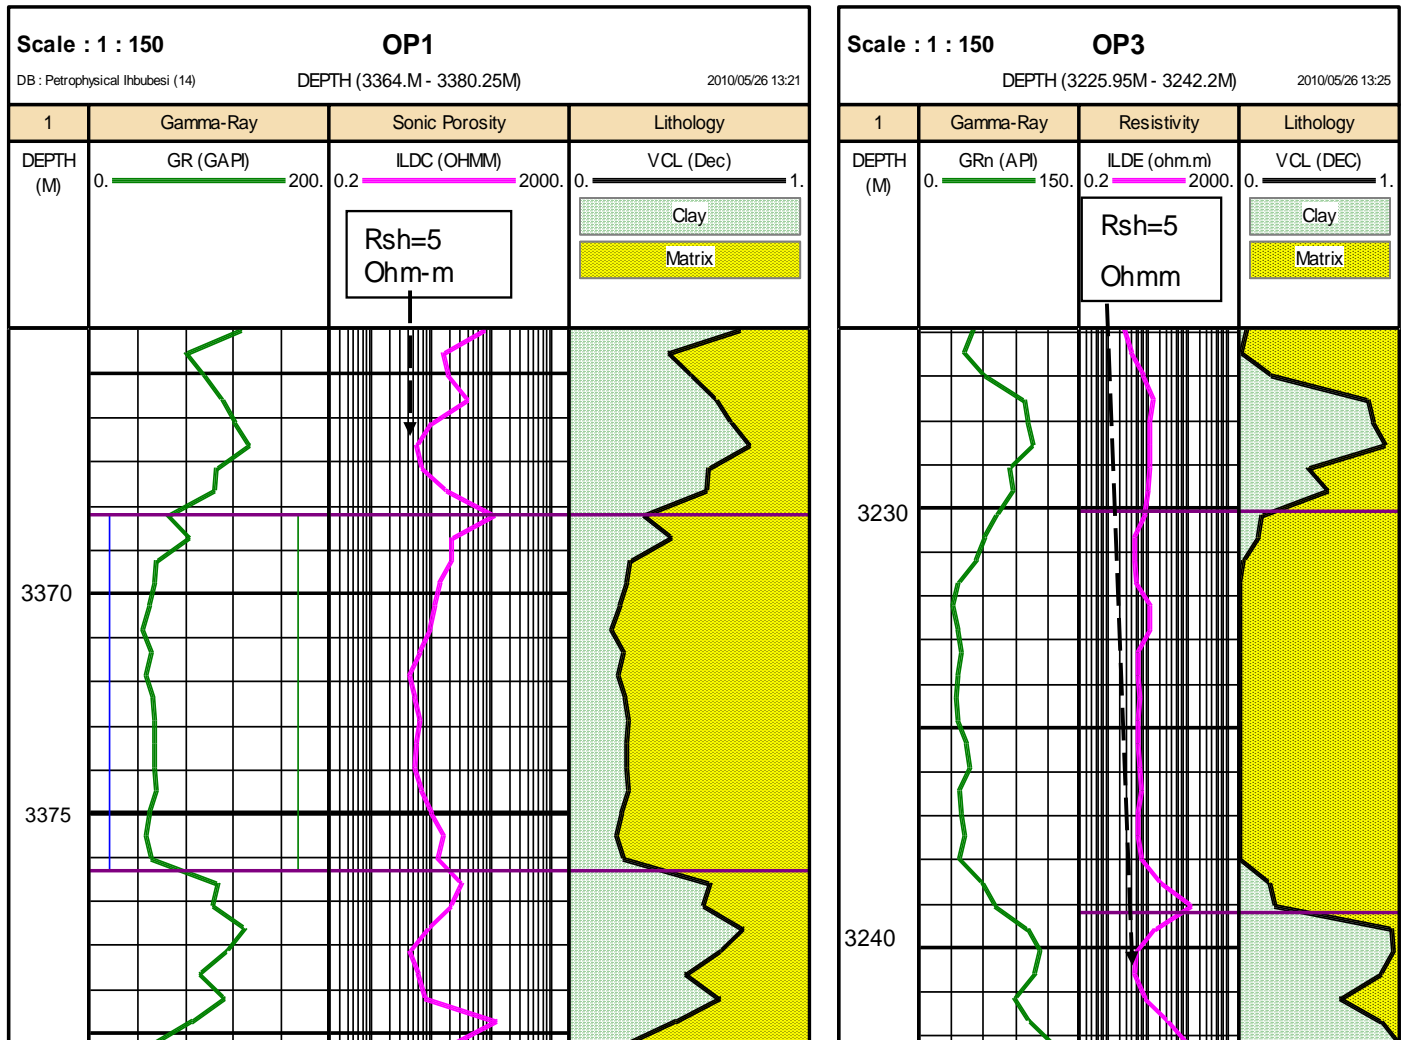 Scale : 1 : 150 OP1
DB : Petrophysical Ihbubesi (14) DEPTH (3364.M - 3380.25M) 2010/05/26 13:21
1 Gamma-Ray Sonic Porosity Lithology
DEPTH (M) GR (GAPI) ILDC (OHMM) VCL (Dec)
0. 200. 0.2 2000. 0. 1.
Clay
Matrix
Rsh=5
Ohm-m
3370
3375
Scale : 1 : 150 OP3
DEPTH (3225.95M - 3242.2M) 2010/05/26 13:25
1 Gamma-Ray Resistivity Lithology
DEPTH (M) GRn (API) ILDE (ohm.m) VCL (DEC)
0. 150. 0.2 2000. 0. 1.
Clay
Matrix
Rsh=5
Ohmm
3230
3240